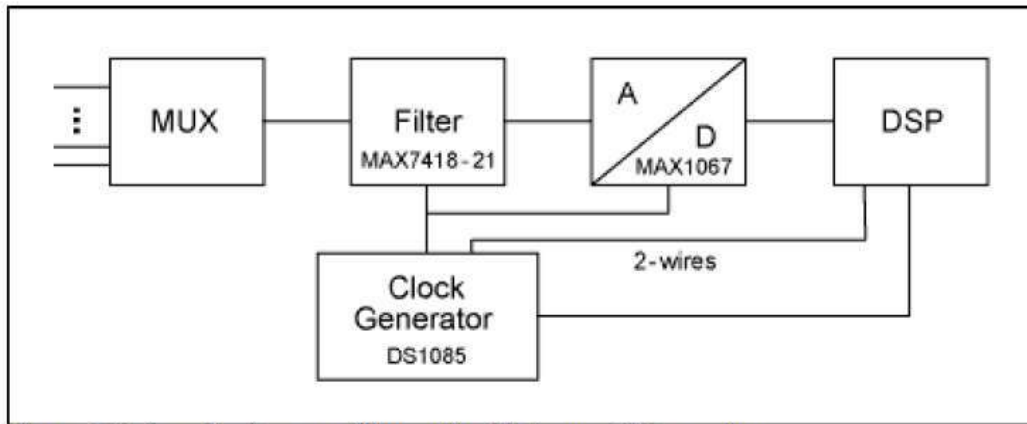 MUX
Filter
MAX7418-21
A
D
MAX1067
DSP
2-wires
Clock
Generator
DS1085